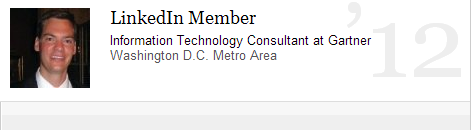 LinkedIn Member
Information Technology Consultant at Gartner
Washington D.C. Metro Area
’12